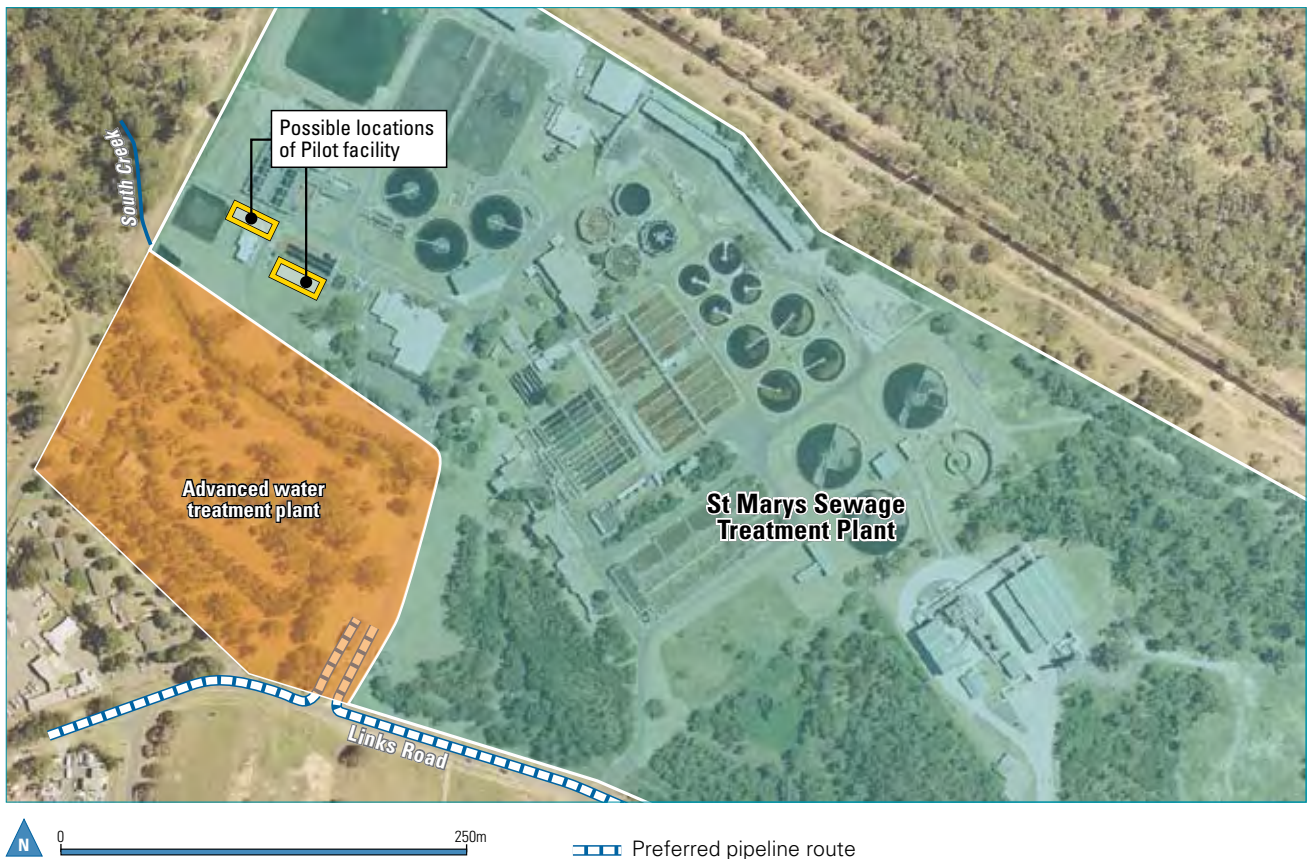 Possible locations
of Pilot facility
South Creek
Advanced water
treatment plant
St Marys Sewage
Treatment Plant
Links Road
N
0
250m
Preferred pipeline route